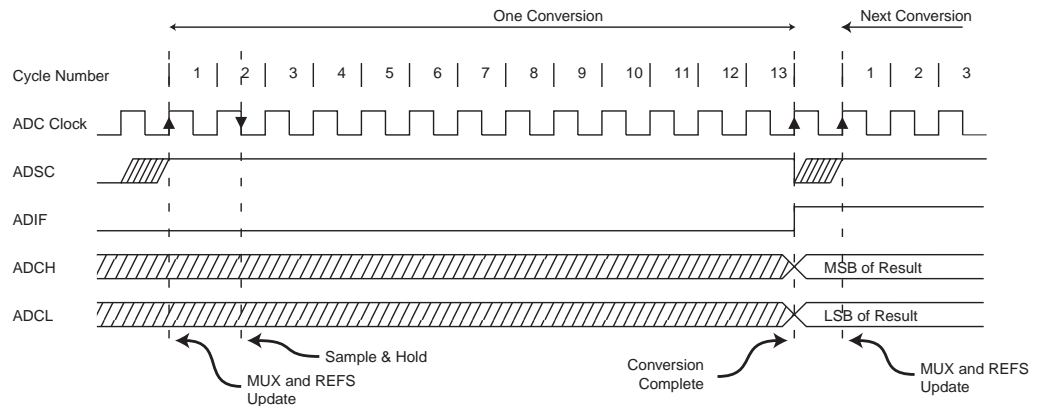 One Conversion
Next Conversion
Cycle Number 1 2 3 4 5 6 7 8 9 10 11 12 13 1 2 3
ADC Clock
ADSC
ADIF
ADCH MSB of Result
ADCL LSB of Result
Sample & Hold
MUX and REFS
Update
Conversion
Complete
MUX and REFS
Update